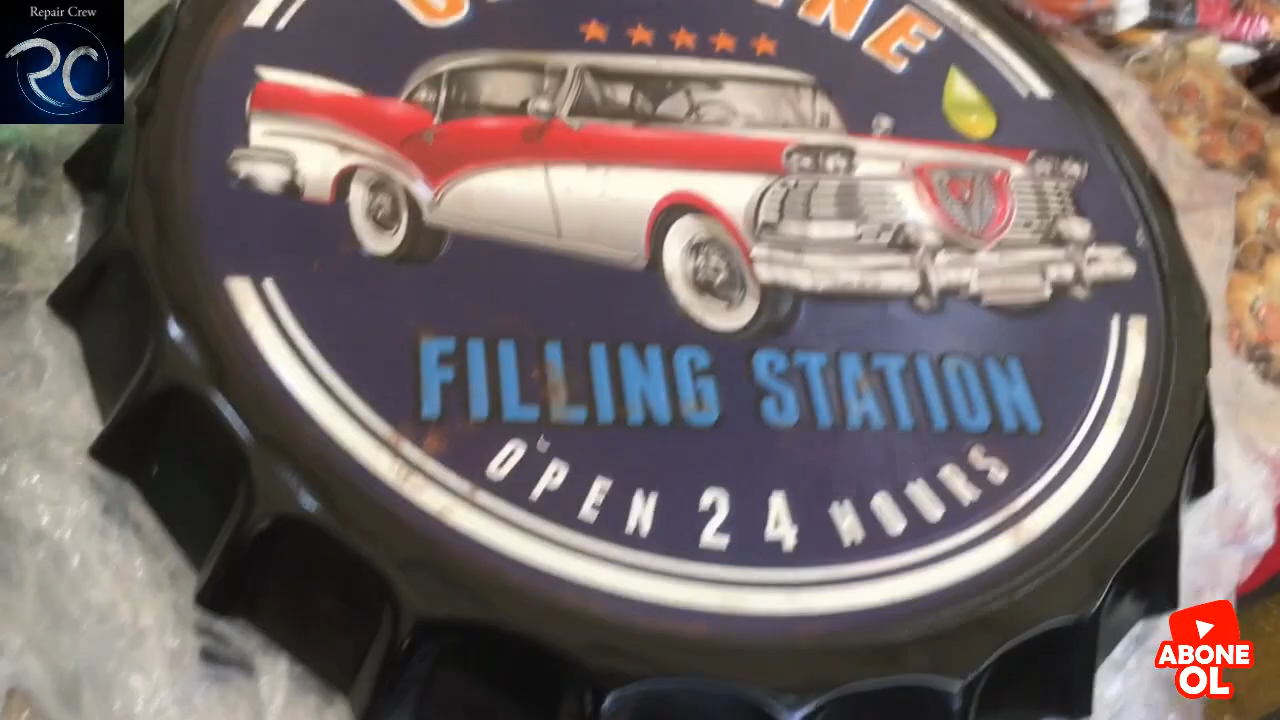 Repair Crew
RC
FILLING STATION
OPEN 24 HOURS
ABONE
OL